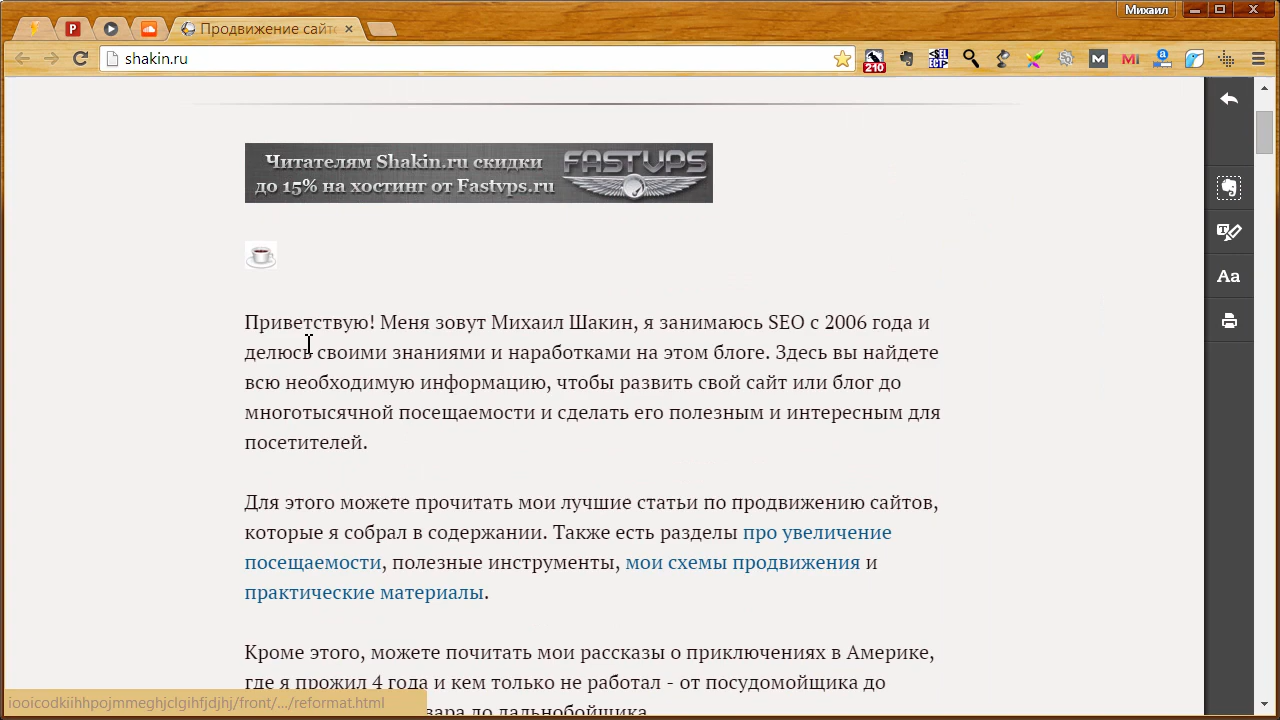 Михаил
Продвижение сайт
shakin.ru
210
Читателям Shakin.ru скидки
до 15% на хостинг от Fastvps.ru
FASTVPS
Приветствую! Меня зовут Михаил Шакин, я занимаюсь SEO с 2006 года и
делюсь своими знаниями и наработками на этом блоге. Здесь вы найдете
всю необходимую информацию, чтобы развить свой сайт или блог до
многотысячной посещаемости и сделать его полезным и интересным для
посетителей.
Для этого можете прочитать мои лучшие статьи по продвижению сайтов,
которые я собрал в содержании. Также есть разделы про увеличение
посещаемости, полезные инструменты, мои схемы продвижения и
практические материалы.
Кроме этого, можете почитать мои рассказы о приключениях в Америке,
где я прожил 4 года и кем только не работал - от посудомойщика до
вара до дальнобойщика.
iooicodkiihhpojmmeghjclgihfjdjhj/front/.../reformat.html
Aa